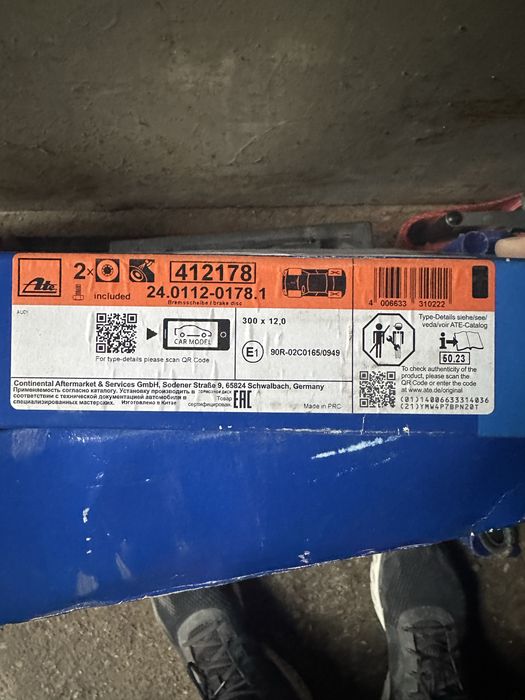 Ate
2x
included
412178
24.0112-0178.1
Bremsscheibe / brake disc
4 006633 310222
AUDI
CAR MODEL
For type-details please scan QR Code
300 x 12,0
E1
90R-02C0165/0949
Type-Details siehe/see/
veda/voir ATE-Catalog
50.23
To check authenticity of the
product, please scan the
QR Code or enter the code
at www.ate.de/original
(01)14006633314036
(21)YMW4P7BPN20T
Continental Aftermarket & Services GmbH, Sodener Straße 9, 65824 Schwalbach, Germany
Применяемость согласно каталогу. Установку производить в
соответствии с технической документацией автомобиля в
специализированных мастерских. Изготовлено в Китае
Товар
сертифицирован
EAC
Made in PRC